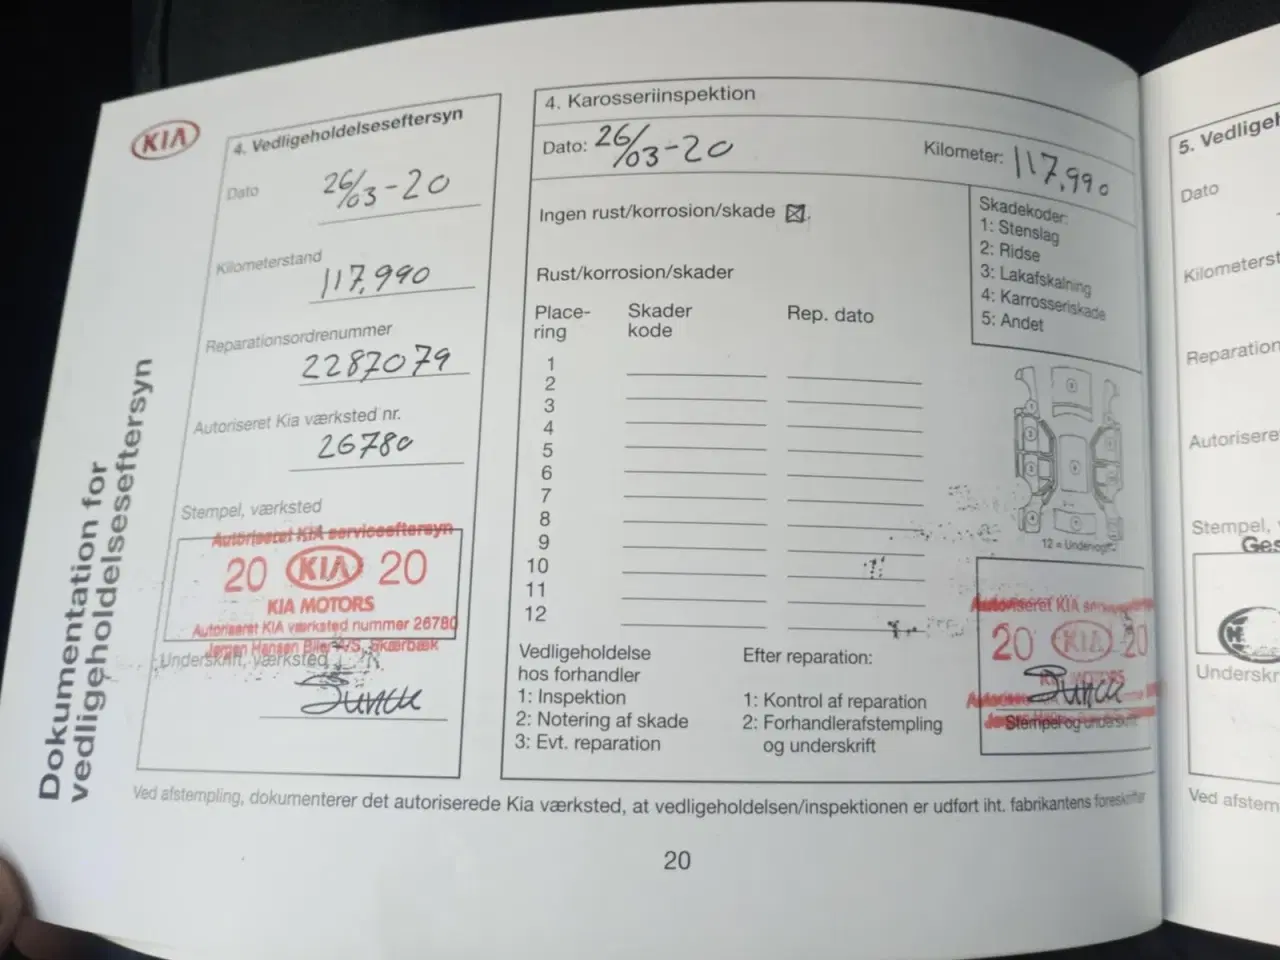 Dokumentation for
vedligeholdelseseftersyn
KIA
4. Vedligeholdelseseftersyn
Dato 26/03-20
Kilometerstand
117.990
Reparationsordrenummer
2287079
Autoriseret Kia værksted nr.
26780
Stempel, værksted
Autoriseret KIA serviceeftersyn
20 KIA 20
KIA MOTORS
Autoriseret KIA værksted nummer 26780
Jørgen Hansen Biler A/S, Skærbæk
Underskrift, værksted
4. Karosseriinspektion
Dato: 26/03-20 Kilometer: 117.990
Ingen rust/korrosion/skade ☒
Skadekoder:
1: Stenslag
2: Ridse
3: Lakafskalning
4: Karrosseriskade
5: Andet
Rust/korrosion/skader
Place-
ring
Skader
kode
Rep. dato
1
2
3
4
5
6
7
8
9
10
11
12
12 = Undervogn
Vedligeholdelse
hos forhandler
1: Inspektion
2: Notering af skade
3: Evt. reparation
Efter reparation:
1: Kontrol af reparation
2: Forhandlerafstempling
og underskrift
Autoriseret KIA
20 KIA 20
Stempel og underskrift
Ved afstempling, dokumenterer det autoriserede Kia værksted, at vedligeholdelsen/inspektionen er udført iht. fabrikantens foreskrifter
20
5. Vedligeh
Dato
Kilometerst
Reparation
Autorisere
Stempel,
Ges
Underskr
Ved afstem